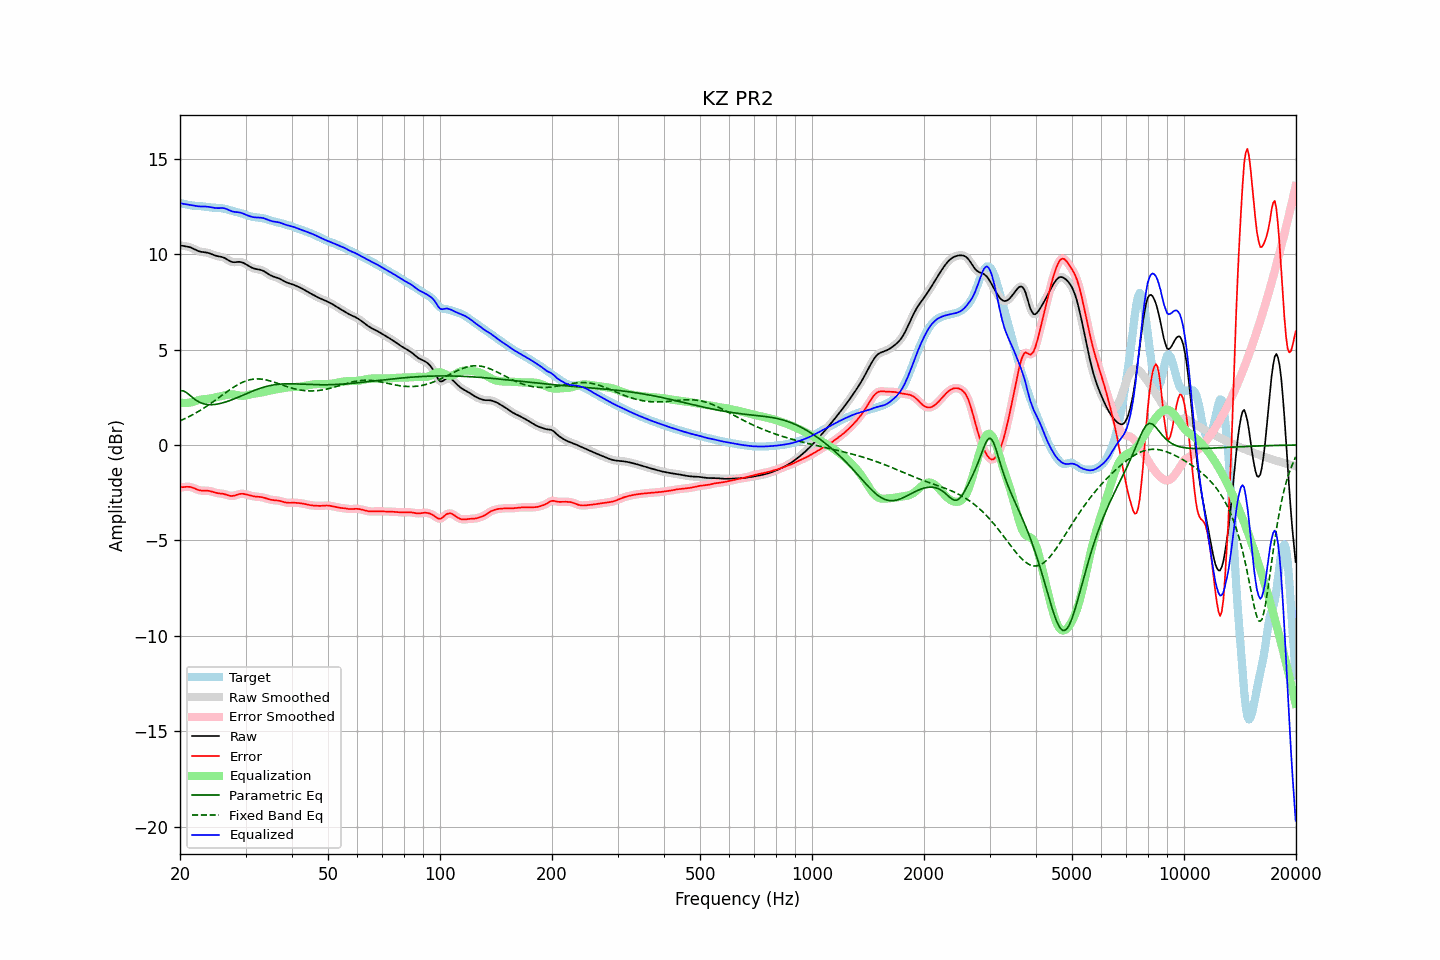 KZ PR2
Amplitude (dBr)
15
10
5
0
−5
−10
−15
−20
Target
Raw Smoothed
Error Smoothed
Raw
Error
Equalization
Parametric Eq
Fixed Band Eq
Equalized
20 50 100 200 500 1000 2000 5000 10000 20000
Frequency (Hz)